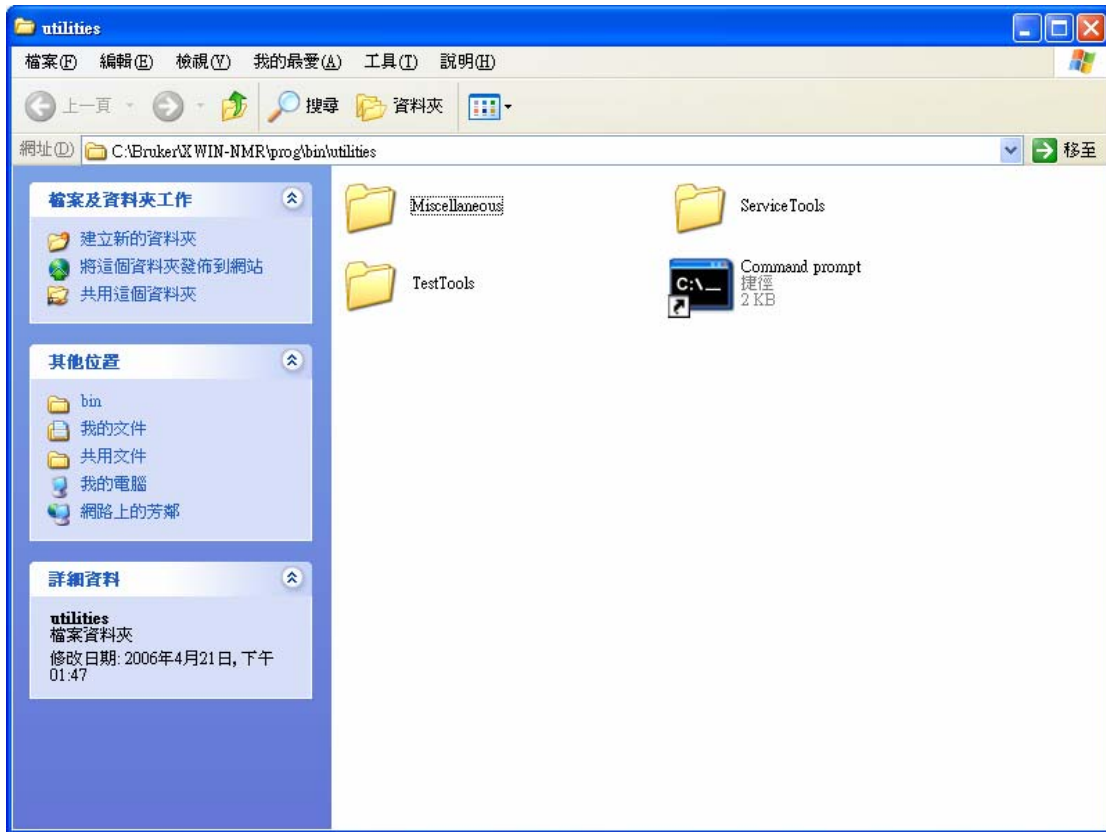 utilities
檔案(F) 編輯(E) 檢視(V) 我的最愛(A) 工具(T) 說明(H)
上一頁 搜尋 資料夾
網址(D) C:\Bruker\XWIN-NMR\prog\bin\utilities 移至
檔案及資料夾工作
建立新的資料夾
將這個資料夾發佈到網站
共用這個資料夾
其他位置
bin
我的文件
共用文件
我的電腦
網路上的芳鄰
詳細資料
utilities
檔案資料夾
修改日期: 2006年4月21日, 下午
01:47
Miscellaneous
ServiceTools
TestTools
C:\_
Command prompt
捷徑
2 KB